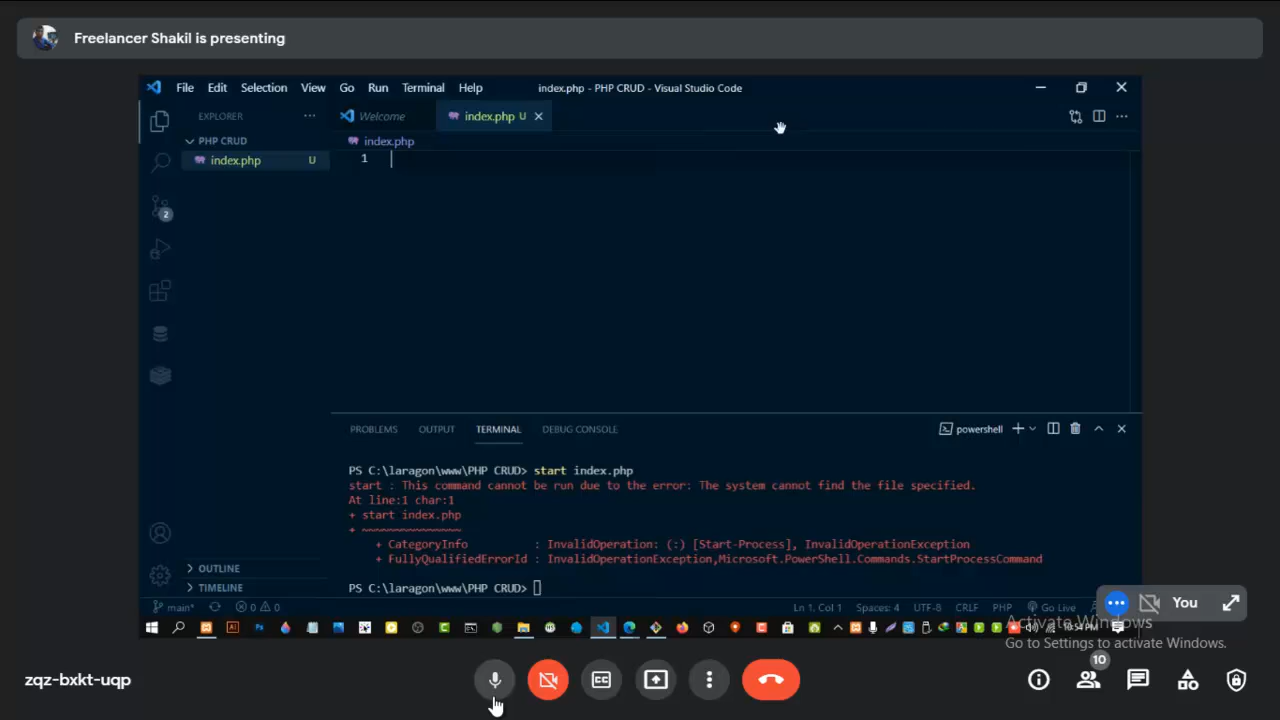 Freelancer Shakil is presenting
File Edit Selection View Go Run Terminal Help index.php - PHP CRUD - Visual Studio Code
EXPLORER
Welcome
index.php U
PHP CRUD
index.php
index.php U
1
2
PROBLEMS OUTPUT TERMINAL DEBUG CONSOLE
powershell
PS C:\laragon\www\PHP CRUD> start index.php
start : This command cannot be run due to the error: The system cannot find the file specified.
At line:1 char:1
+ start index.php
+ ~~~~~~~~~~~~~~~
+ CategoryInfo : InvalidOperation: (:) [Start-Process], InvalidOperationException
+ FullyQualifiedErrorId : InvalidOperationException,Microsoft.PowerShell.Commands.StartProcessCommand
PS C:\laragon\www\PHP CRUD>
OUTLINE
TIMELINE
main* 0 0
Ln 1, Col 1 Spaces: 4 UTF-8 CRLF PHP Go Live
You
Activate Windows
Go to Settings to activate Windows.
zqz-bxkt-uqp
CC
10